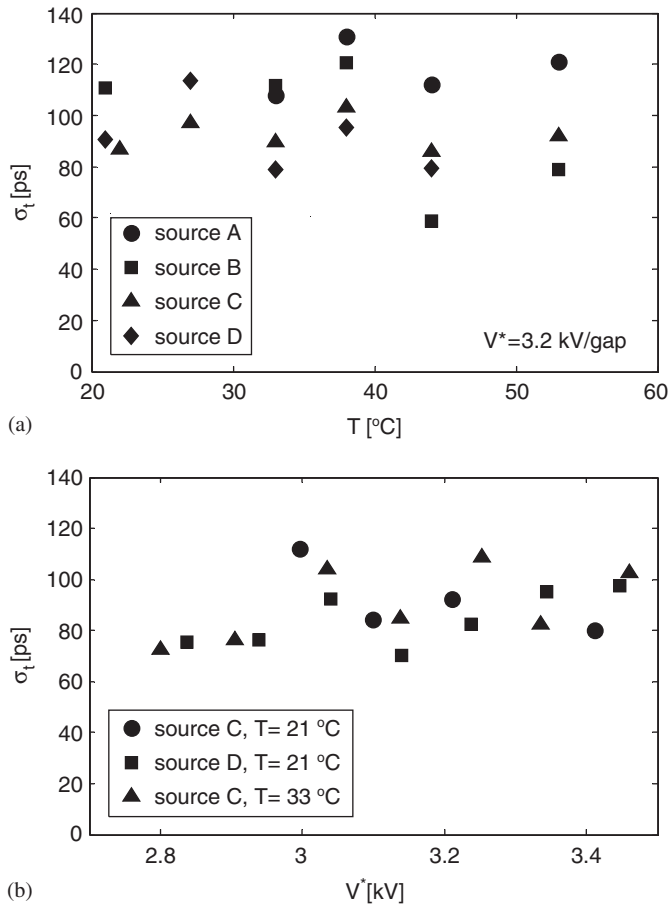 140
120
100
80
60
40
20
0
σt [ps]
source A
source B
source C
source D
V*=3.2 kV/gap
20 30 40 50 60
(a)
T [°C]
140
120
100
80
60
40
20
0
σt [ps]
source C, T= 21 °C
source D, T= 21 °C
source C, T= 33 °C
2.8 3 3.2 3.4
(b)
V*[kV]